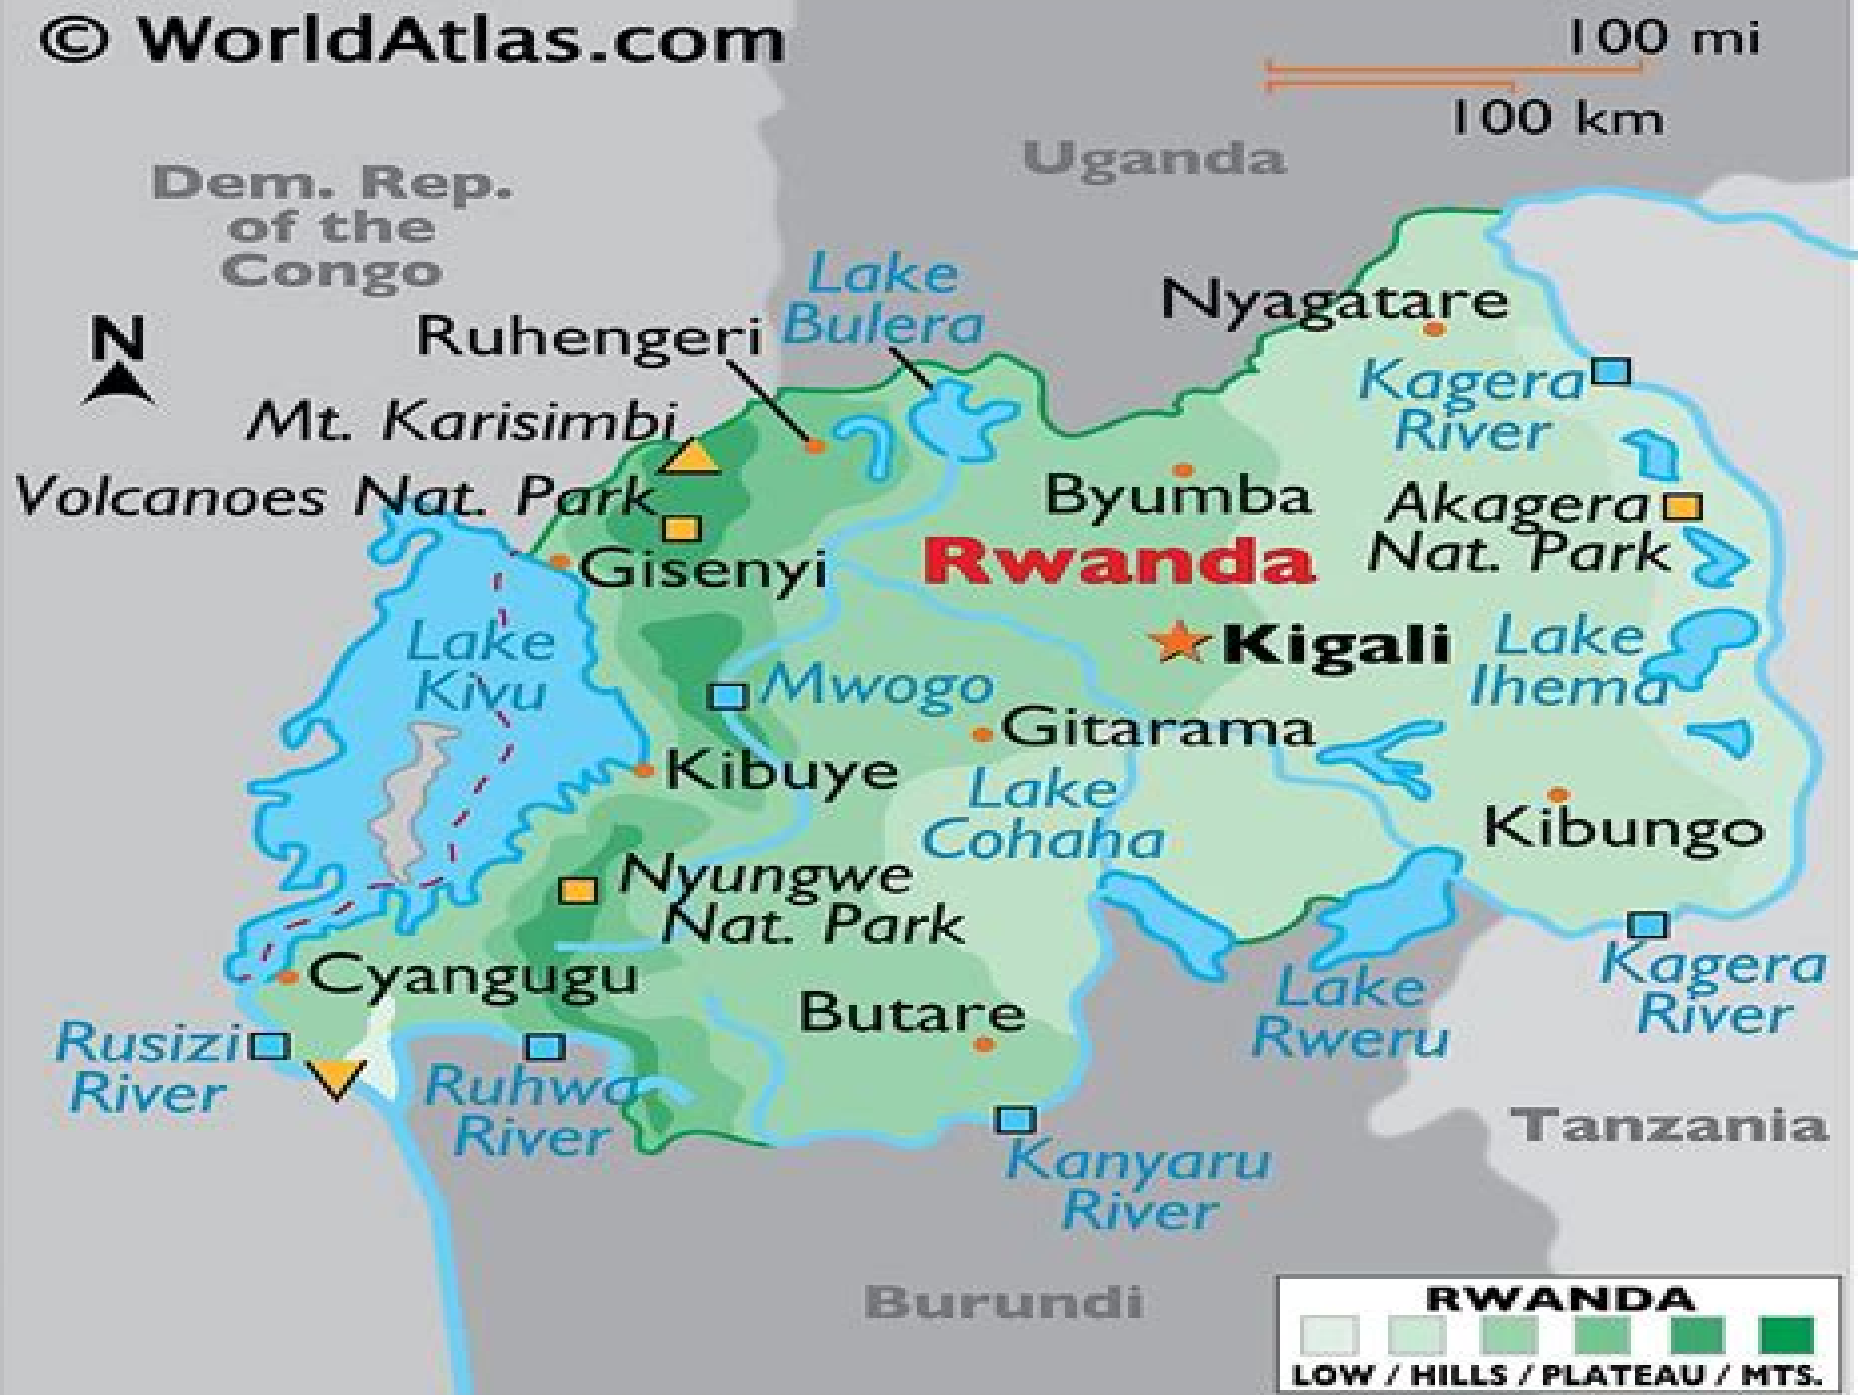 © WorldAtlas.com
100 mi
100 km
Uganda
Dem. Rep.
of the
Congo
N
Lake
Bulera
Ruhengeri
Nyagatare
Mt. Karisimbi
Kagera
River
Volcanoes Nat. Park
Byumba
Akagera
Nat. Park
Gisenyi
Rwanda
Lake
Kivu
Kigali
Lake
Ihema
Mwogo
Gitarama
Kibuye
Lake
Cohaha
Kibungo
Nyungwe
Nat. Park
Cyangugu
Butare
Lake
Rweru
Kagera
River
Rusizi
River
Ruhwa
River
Kanyaru
River
Tanzania
Burundi
RWANDA
LOW / HILLS / PLATEAU / MTS.